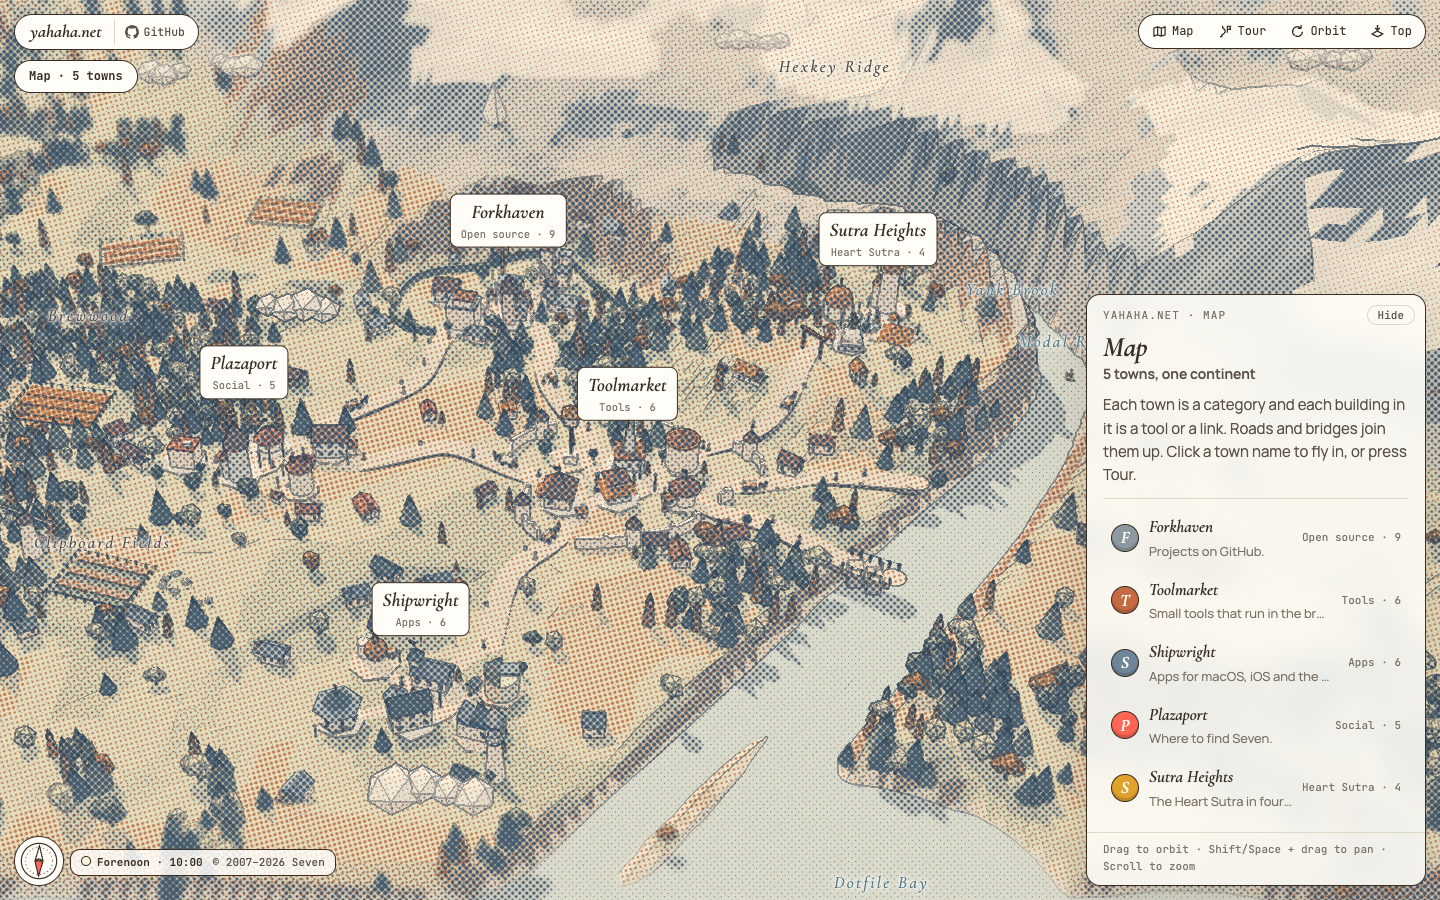 yahaha.net
GitHub
Map
Tour
Orbit
Top
Map · 5 towns
Hexkey Ridge
Forkhaven
Open source · 9
Sutra Heights
Heart Sutra · 4
Yank Brook
Brewwood
Modal R
Plazaport
Social · 5
Toolmarket
Tools · 6
Clipboard Fields
Shipwright
Apps · 6
Dotfile Bay
Forenoon · 10:00 © 2007–2026 Seven
YAHAHA.NET · MAP
Hide
Map
5 towns, one continent
Each town is a category and each building in
it is a tool or a link. Roads and bridges join
them up. Click a town name to fly in, or press
Tour.
F
Forkhaven
Open source · 9
Projects on GitHub.
T
Toolmarket
Tools · 6
Small tools that run in the br…
S
Shipwright
Apps · 6
Apps for macOS, iOS and the …
P
Plazaport
Social · 5
Where to find Seven.
S
Sutra Heights
Heart Sutra · 4
The Heart Sutra in four…
Drag to orbit · Shift/Space + drag to pan ·
Scroll to zoom